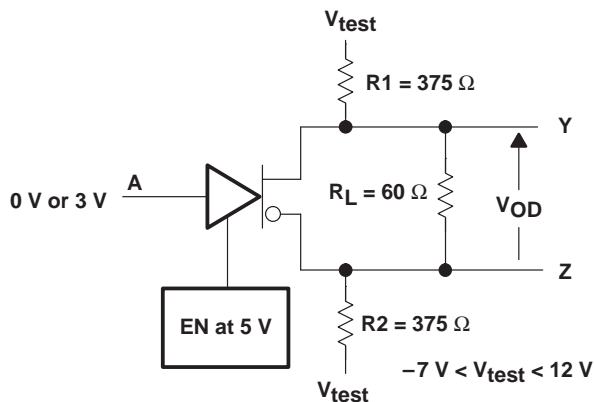 Vtest
R1 = 375 Ω
Y
A
0 V or 3 V
RL = 60 Ω
VOD
Z
EN at 5 V
R2 = 375 Ω
–7 V < Vtest < 12 V
Vtest